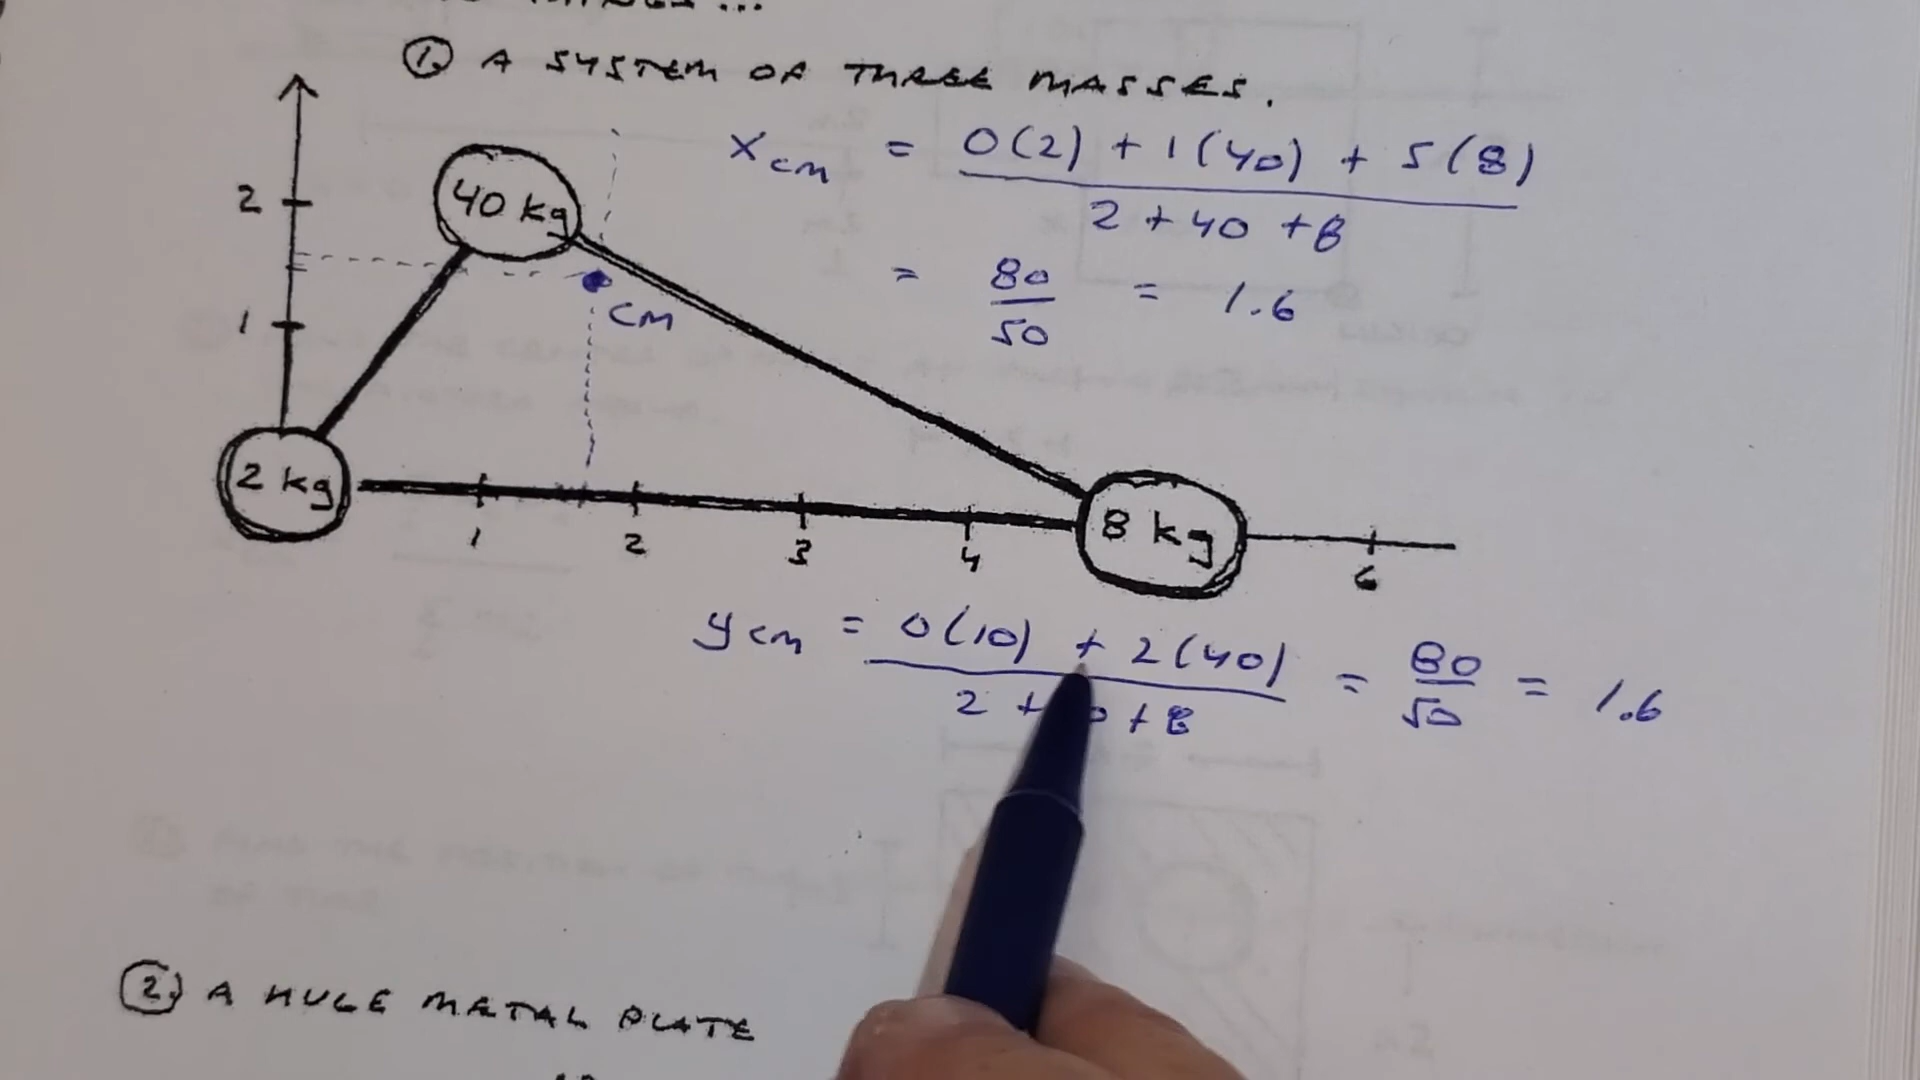 ① A SYSTEM OF THREE MASSES.
Xcm = 0(2) + 1(40) + 5(8)
2 + 40 + 8
= 80 = 1.6
50
2
40 kg
CM
1
2 kg
8 kg
1 2 3 4 6
ycm = 0(10) + 2(40) = 80 = 1.6
2 + + 8 50
② A HUGE METAL PLATE